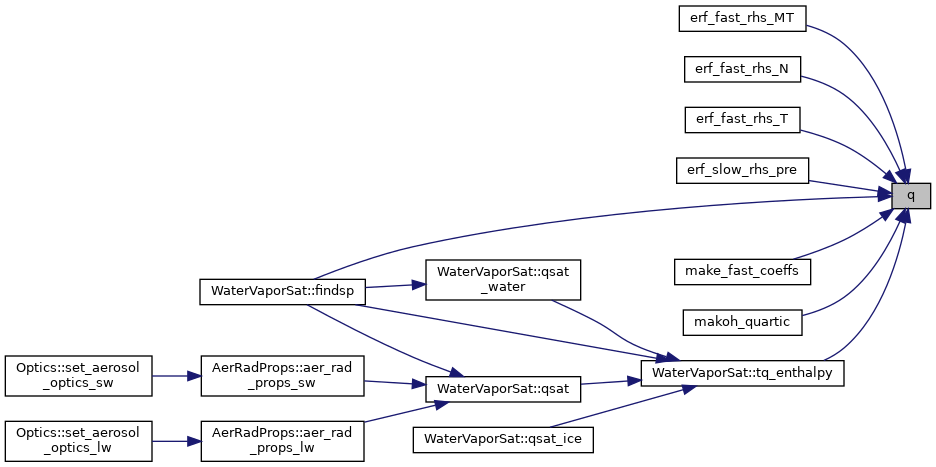 erf_fast_rhs_MT
erf_fast_rhs_N
erf_fast_rhs_T
erf_slow_rhs_pre
q
make_fast_coeffs
WaterVaporSat::qsat
_water
WaterVaporSat::findsp
makoh_quartic
Optics::set_aerosol
_optics_sw
AerRadProps::aer_rad
_props_sw
WaterVaporSat::qsat
WaterVaporSat::tq_enthalpy
Optics::set_aerosol
_optics_lw
AerRadProps::aer_rad
_props_lw
WaterVaporSat::qsat_ice